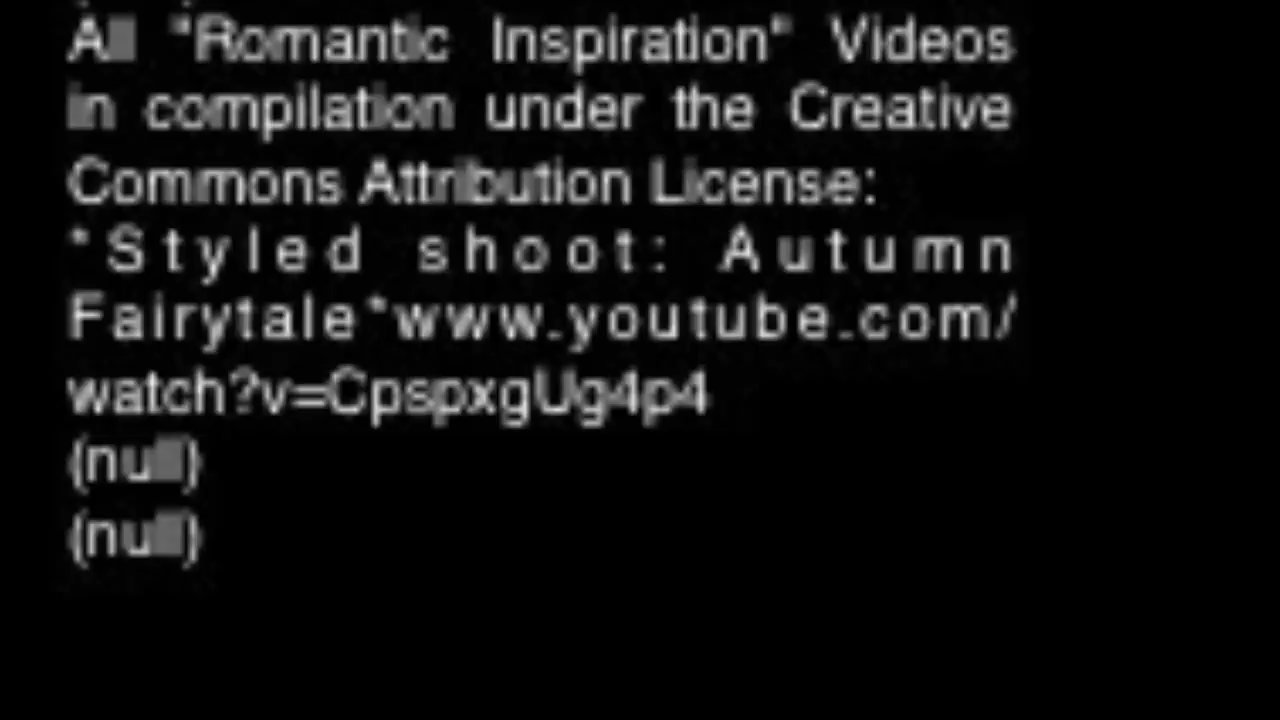 All "Romantic Inspiration" Videos
in compilation under the Creative
Commons Attribution License:
"Styled shoot: Autumn
Fairytale"www.youtube.com/
watch?v=CpspxgUg4p4
(null)
(null)